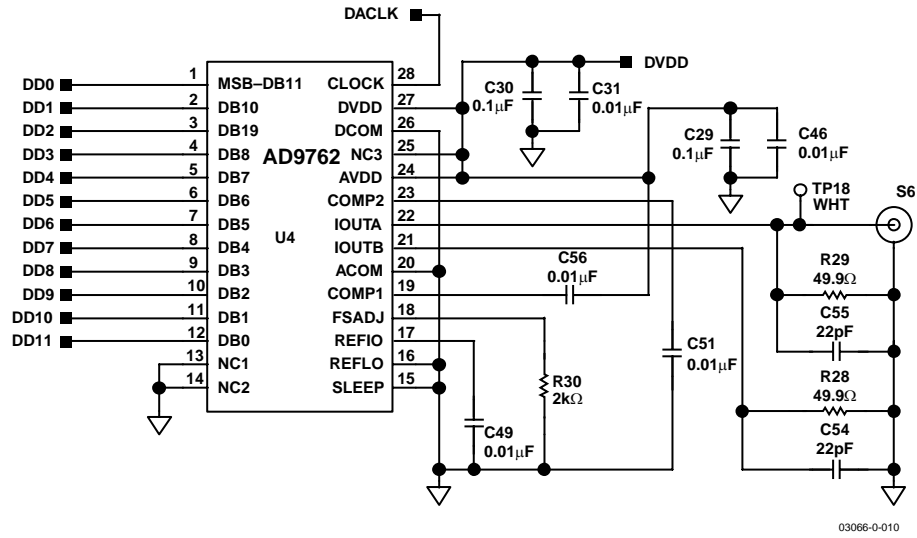 DACLK
DD0
DD1
DD2
DD3
DD4
DD5
DD6
DD7
DD8
DD9
DD10
DD11
1
2
3
4
5
6
7
8
9
10
11
12
13
14
MSB–DB11
DB10
DB19
DB8
DB7
DB6
DB5
DB4
DB3
DB2
DB1
DB0
NC1
NC2
AD9762
U4
CLOCK
DVDD
DCOM
NC3
AVDD
COMP2
IOUTA
IOUTB
ACOM
COMP1
FSADJ
REFIO
REFLO
SLEEP
28
27
26
25
24
23
22
21
20
19
18
17
16
15
DVDD
C30
0.1μF
C31
0.01μF
C29
0.1μF
C46
0.01μF
TP18
WHT
S6
C56
0.01μF
R29
49.9Ω
C55
22pF
C51
0.01μF
R30
2kΩ
R28
49.9Ω
C54
22pF
C49
0.01μF
03066-0-010